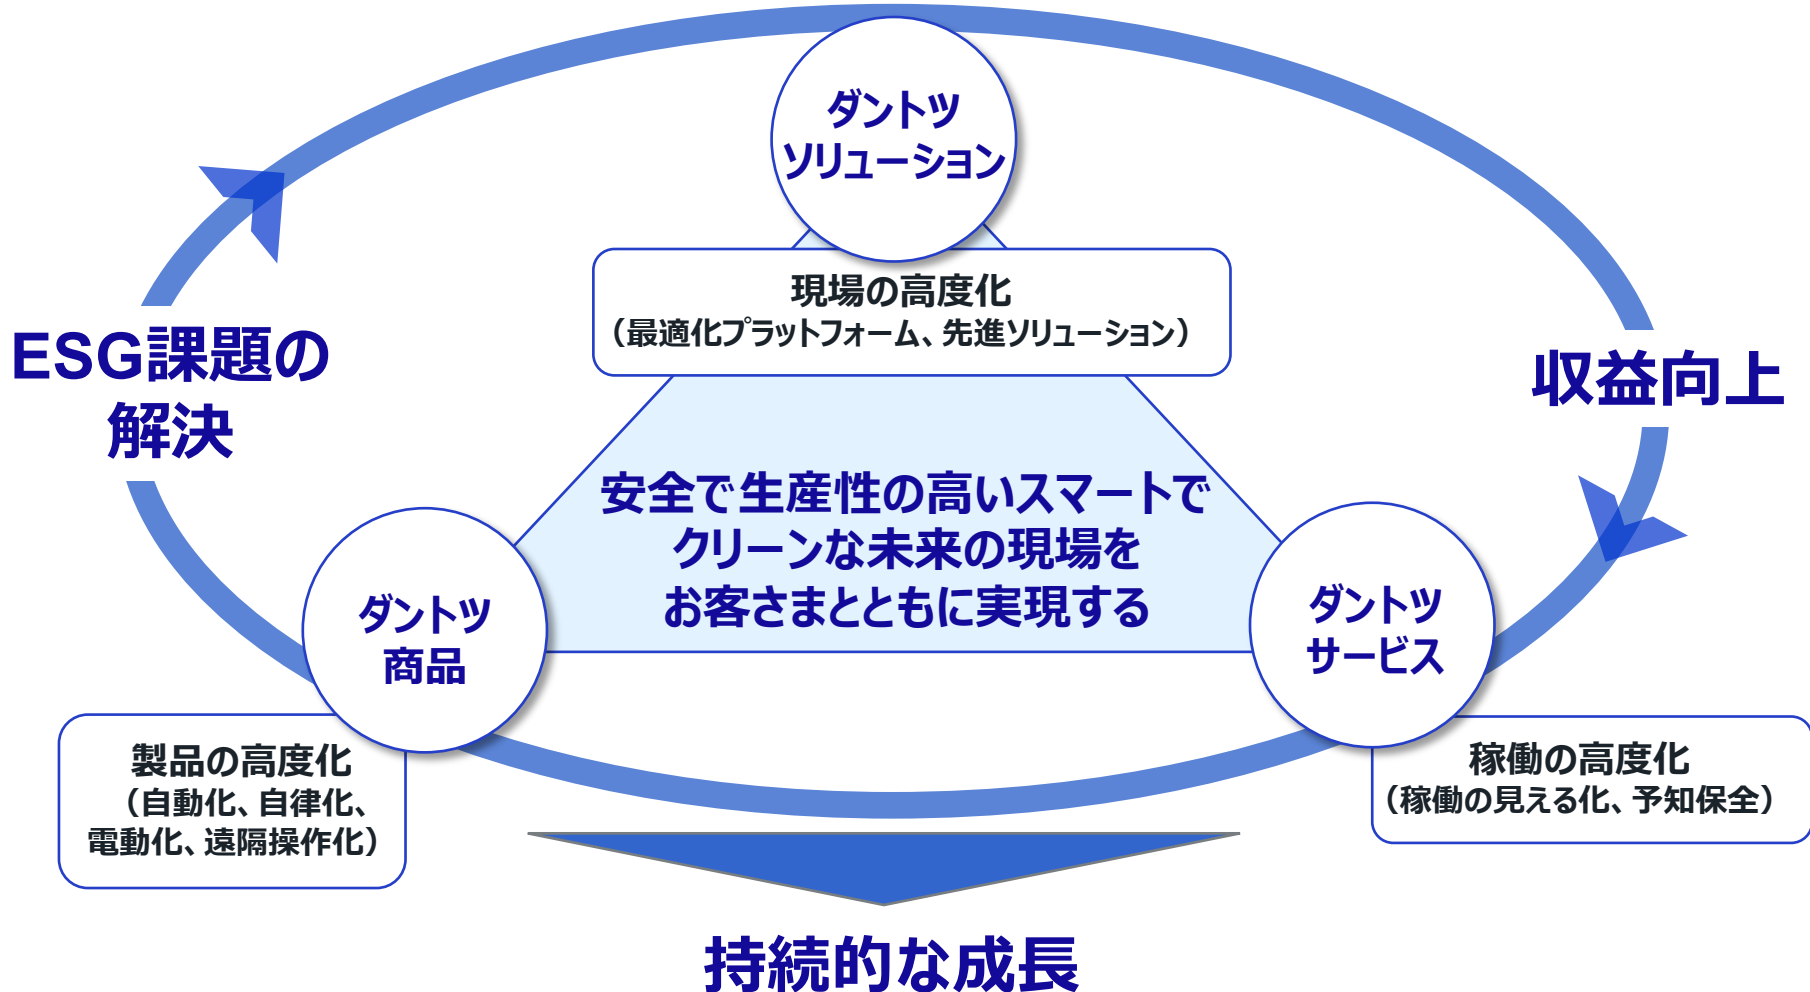 ダントツ
ソリューション
現場の高度化
（最適化プラットフォーム、先進ソリューション）
ESG課題の
解決
収益向上
安全で生産性の高いスマートで
クリーンな未来の現場を
お客さまとともに実現する
ダントツ
商品
ダントツ
サービス
製品の高度化
（自動化、自律化、
電動化、遠隔操作化）
稼働の高度化
（稼働の見える化、予知保全）
持続的な成長